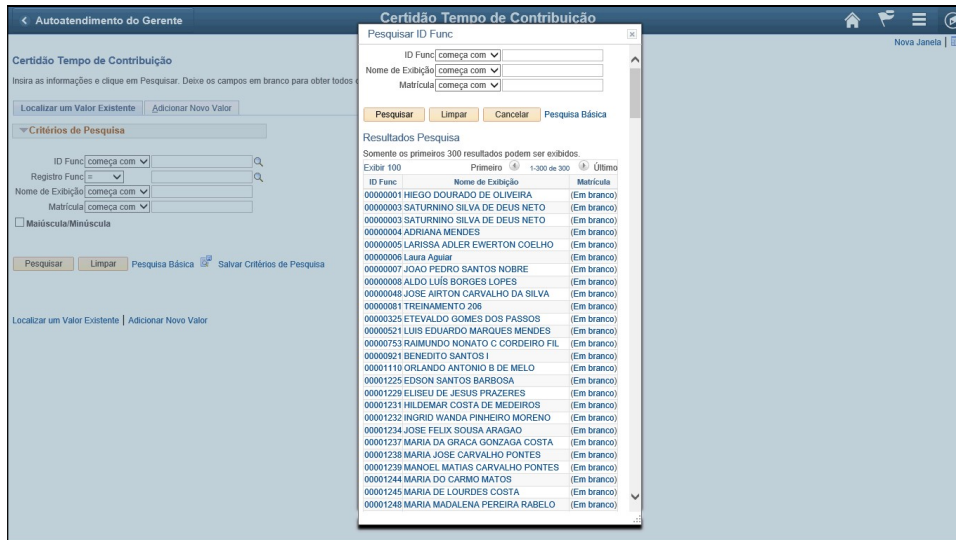 Autoatendimento do Gerente
Certidão Tempo de Contribuição
Nova Janela |
Certidão Tempo de Contribuição
Insira as informações e clique em Pesquisar. Deixe os campos em branco para obter todos
Localizar um Valor Existente
Adicionar Novo Valor
Critérios de Pesquisa
ID Func começa com
Registro Func =
Nome de Exibição começa com
Matrícula começa com
Maiúscula/Minúscula
Pesquisar
Limpar
Pesquisa Básica
Salvar Critérios de Pesquisa
Localizar um Valor Existente | Adicionar Novo Valor
Pesquisar ID Func
ID Func começa com
Nome de Exibição começa com
Matrícula começa com
Pesquisar
Limpar
Cancelar
Pesquisa Básica
Resultados Pesquisa
Somente os primeiros 300 resultados podem ser exibidos.
Exibir 100 Primeiro 1-300 de 300 Último
ID Func Nome de Exibição Matrícula
00000001 HIEGO DOURADO DE OLIVEIRA (Em branco)
00000003 SATURNINO SILVA DE DEUS NETO (Em branco)
00000003 SATURNINO SILVA DE DEUS NETO (Em branco)
00000004 ADRIANA MENDES (Em branco)
00000005 LARISSA ADLER EWERTON COELHO (Em branco)
00000006 Laura Aguiar (Em branco)
00000007 JOAO PEDRO SANTOS NOBRE (Em branco)
00000008 ALDO LUÍS BORGES LOPES (Em branco)
00000048 JOSE AIRTON CARVALHO DA SILVA (Em branco)
00000081 TREINAMENTO 206 (Em branco)
00000325 ETEVALDO GOMES DOS PASSOS (Em branco)
00000521 LUIS EDUARDO MARQUES MENDES (Em branco)
00000753 RAIMUNDO NONATO C CORDEIRO FIL (Em branco)
00000921 BENEDITO SANTOS I (Em branco)
00001110 ORLANDO ANTONIO B DE MELO (Em branco)
00001225 EDSON SANTOS BARBOSA (Em branco)
00001229 ELISEU DE JESUS PRAZERES (Em branco)
00001231 HILDEMAR COSTA DE MEDEIROS (Em branco)
00001232 INGRID WANDA PINHEIRO MORENO (Em branco)
00001234 JOSE FELIX SOUSA ARAGAO (Em branco)
00001237 MARIA DA GRACA GONZAGA COSTA (Em branco)
00001238 MARIA JOSE CARVALHO PONTES (Em branco)
00001239 MANOEL MATIAS CARVALHO PONTES (Em branco)
00001244 MARIA DO CARMO MATOS (Em branco)
00001245 MARIA DE LOURDES COSTA (Em branco)
00001248 MARIA MADALENA PEREIRA RABELO (Em branco)